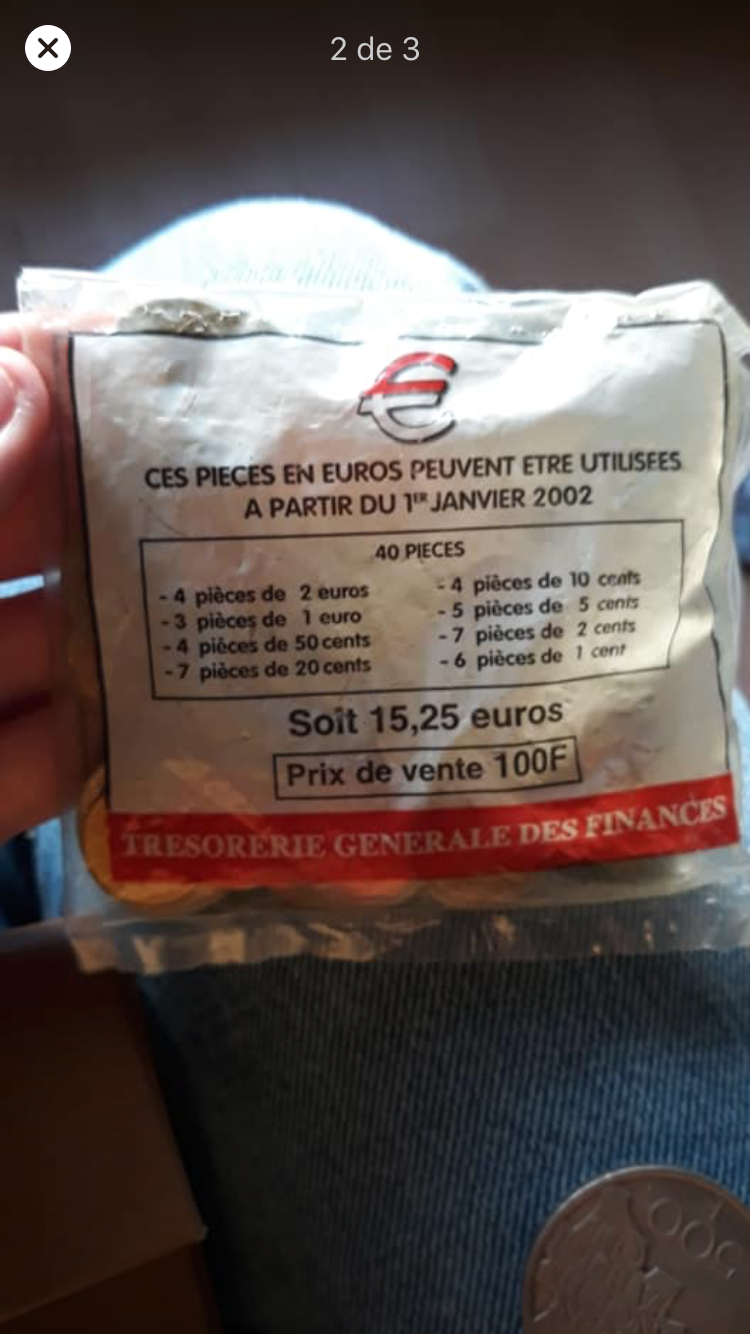 2 de 3
€
CES PIECES EN EUROS PEUVENT ETRE UTILISEES
A PARTIR DU 1ER JANVIER 2002
40 PIECES
- 4 pièces de 2 euros
- 3 pièces de 1 euro
- 4 pièces de 50 cents
- 7 pièces de 20 cents
- 4 pièces de 10 cents
- 5 pièces de 5 cents
- 7 pièces de 2 cents
- 6 pièces de 1 cent
Soit 15,25 euros
Prix de vente 100F
TRESORERIE GENERALE DES FINANCES
500